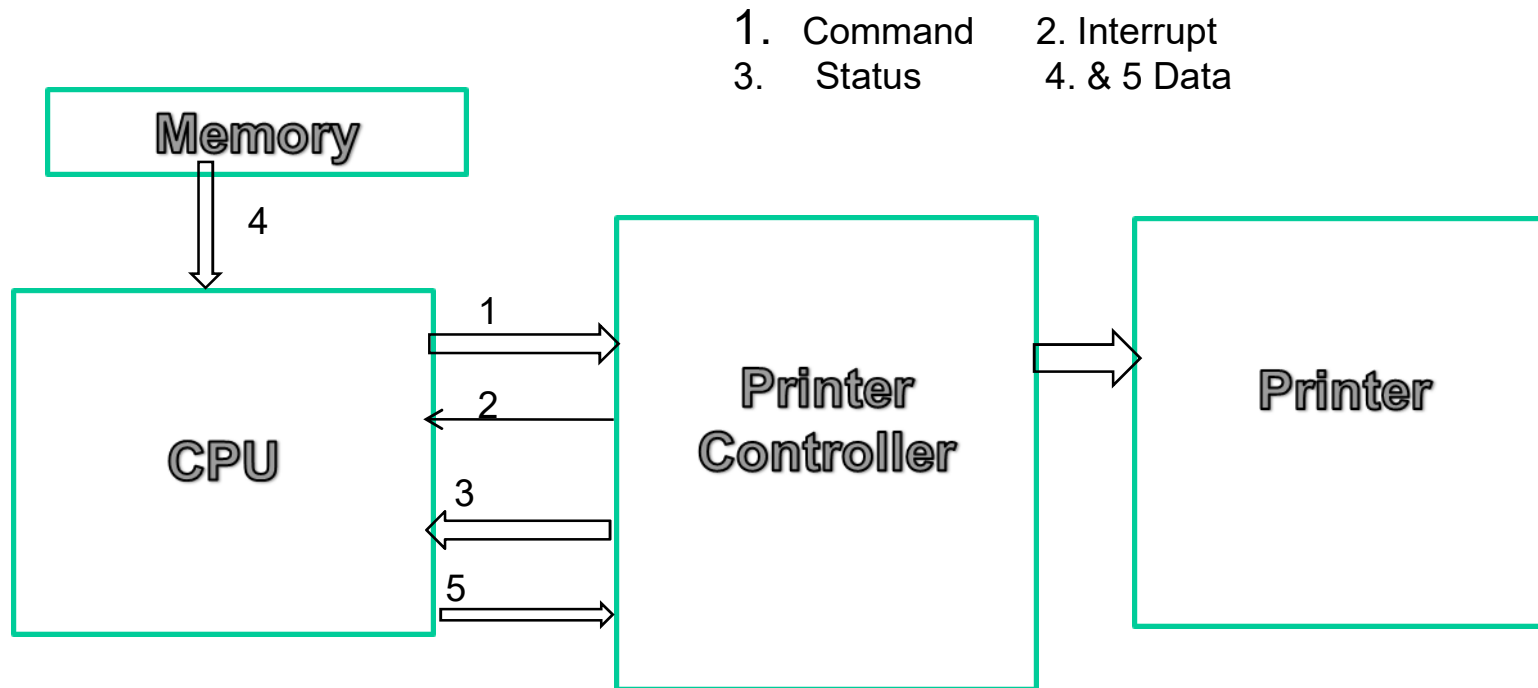 1. Command 2. Interrupt
3. Status 4. & 5 Data
Memory
4
1
2
3
5
CPU
Printer
Controller
Printer